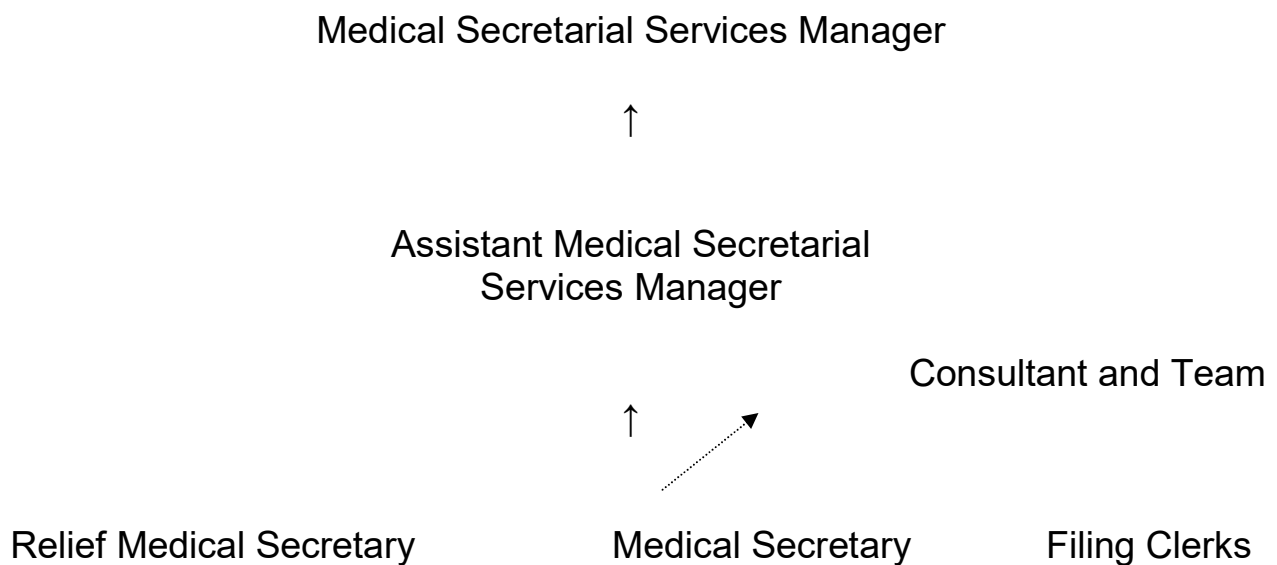 Medical Secretarial Services Manager
↑
Assistant Medical Secretarial
Services Manager
Consultant and Team
↑
Relief Medical Secretary Medical Secretary Filing Clerks